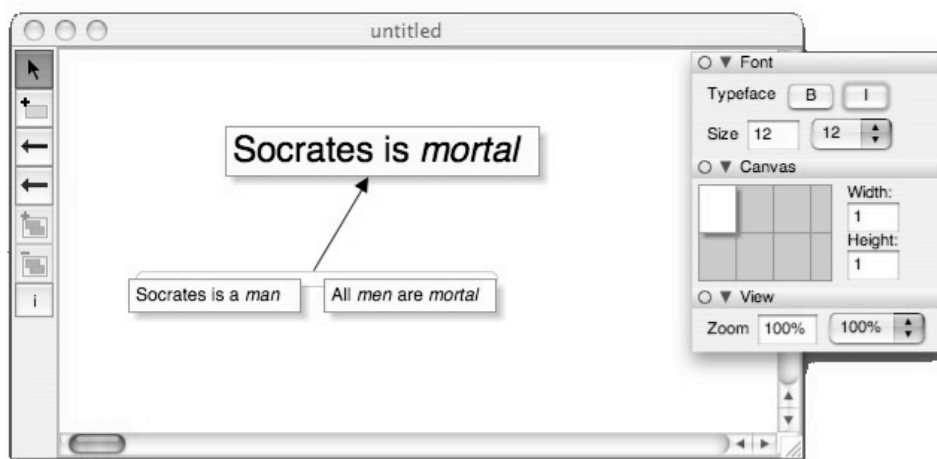 untitled
Font
Typeface B I
Size 12 12
Canvas
Width:
1
Height:
1
View
Zoom 100% 100%
Socrates is mortal
Socrates is a man
All men are mortal
i